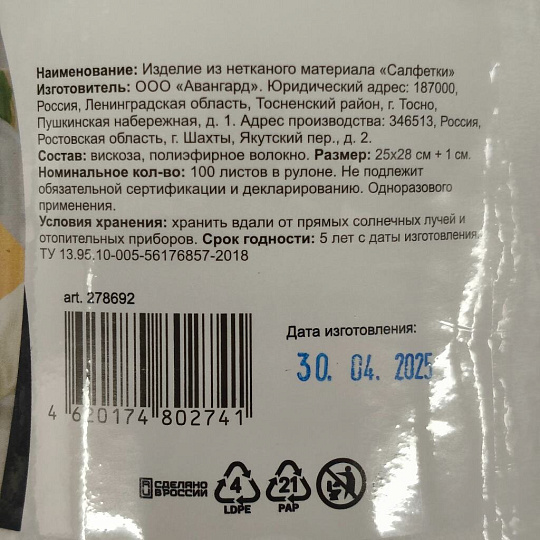 Наименование: Изделие из нетканого материала «Салфетки»
Изготовитель: ООО «Авангард». Юридический адрес: 187000,
Россия, Ленинградская область, Тосненский район, г. Тосно,
Пушкинская набережная, д. 1. Адрес производства: 346513, Россия,
Ростовская область, г. Шахты, Якутский пер., д. 2.
Состав: вискоза, полиэфирное волокно. Размер: 25х28 см + 1 см.
Номинальное кол-во: 100 листов в рулоне. Не подлежит
обязательной сертификации и декларированию. Одноразового
применения.
Условия хранения: хранить вдали от прямых солнечных лучей и
отопительных приборов. Срок годности: 5 лет с даты изготовления.
ТУ 13.95.10-005-56176857-2018
art. 278692
Дата изготовления:
30. 04. 2025
4 620174 802741
СДЕЛАНО
В РОССИИ
4
LDPE
21
PAP